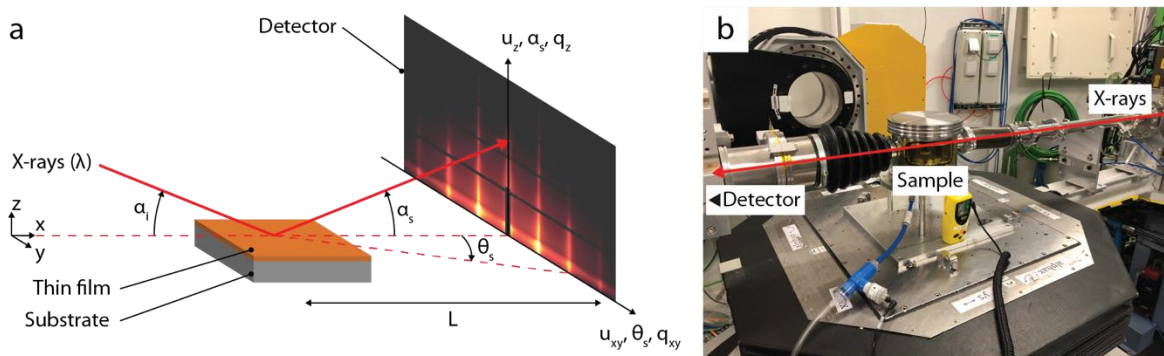 a
Detector
u_z, α_s, q_z
X-rays (λ)
α_i
α_s
z
x
y
θ_s
Thin film
Substrate
L
u_xy, θ_s, q_xy
b
X-rays
Sample
◀Detector